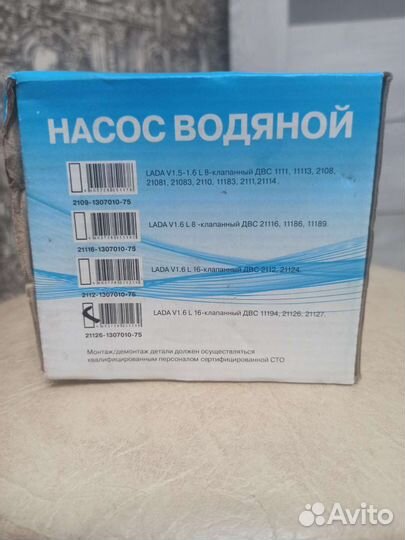 НАСОС ВОДЯНОЙ
LADA V1.5-1.6 L 8-клапанный ДВС 1111, 11113, 2108,
21081, 21083, 2110, 11183, 2111, 21114
2108-1307010-75
LADA V1.6 L 8 -клапанный ДВС 21116, 11186, 11189.
21116-1307010-75
LADA V1.6 L 16-клапанный ДВС 2112, 21124.
2112-1307010-75
LADA V1.6 L 16-клапанный ДВС 11194, 21126, 21127.
21126-1307010-75
Монтаж/демонтаж детали должен осуществляться
квалифицированным персоналом сертифицированной СТО
Avito